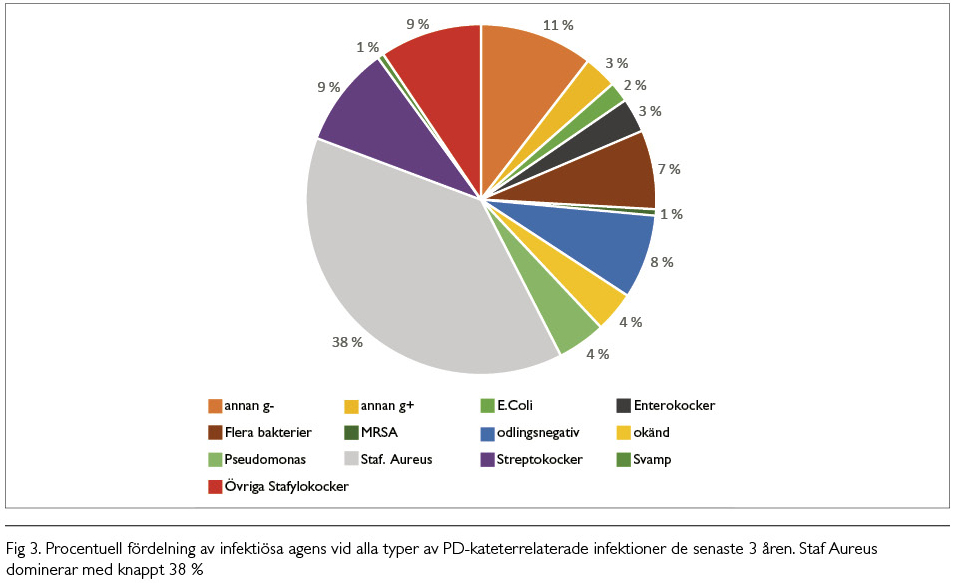 9 %
11 %
1 %
3 %
9 %
2 %
3 %
7 %
1 %
8 %
4 %
38 %
4 %
annan g- annan g+ E.Coli Enterokocker
Flera bakterier MRSA odlingsnegativ okänd
Pseudomonas Staf. Aureus Streptokocker Svamp
Övriga Stafylokocker
Fig 3. Procentuell fördelning av infektiösa agens vid alla typer av PD-kateterrelaterade infektioner de senaste 3 åren. Staf Aureus
dominerar med knappt 38 %